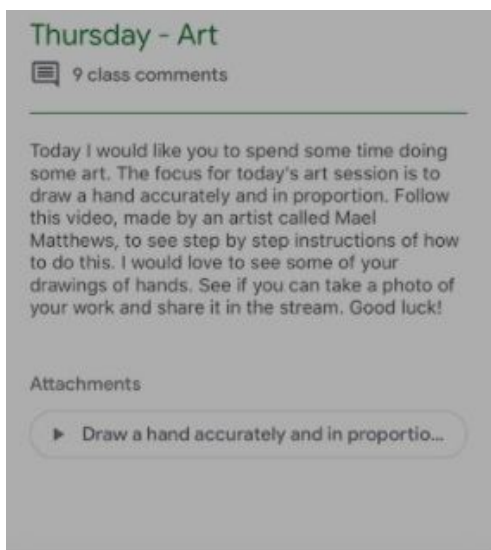 Thursday - Art
9 class comments
Today I would like you to spend some time doing
some art. The focus for today's art session is to
draw a hand accurately and in proportion. Follow
this video, made by an artist called Mael
Matthews, to see step by step instructions of how
to do this. I would love to see some of your
drawings of hands. See if you can take a photo of
your work and share it in the stream. Good luck!
Attachments
Draw a hand accurately and in proportio...